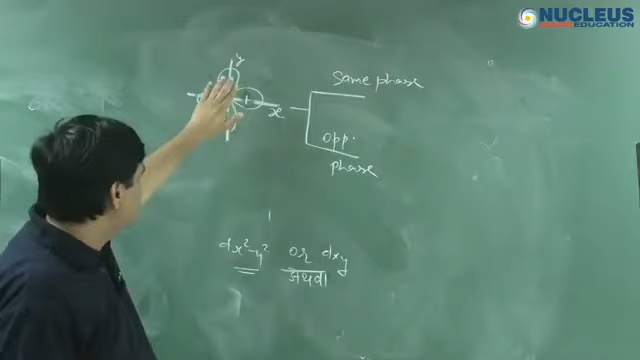 NUCLEUS
EDUCATION
y
same phase
+
x
opp.
phase
dx²-y² or dxy
अथवा